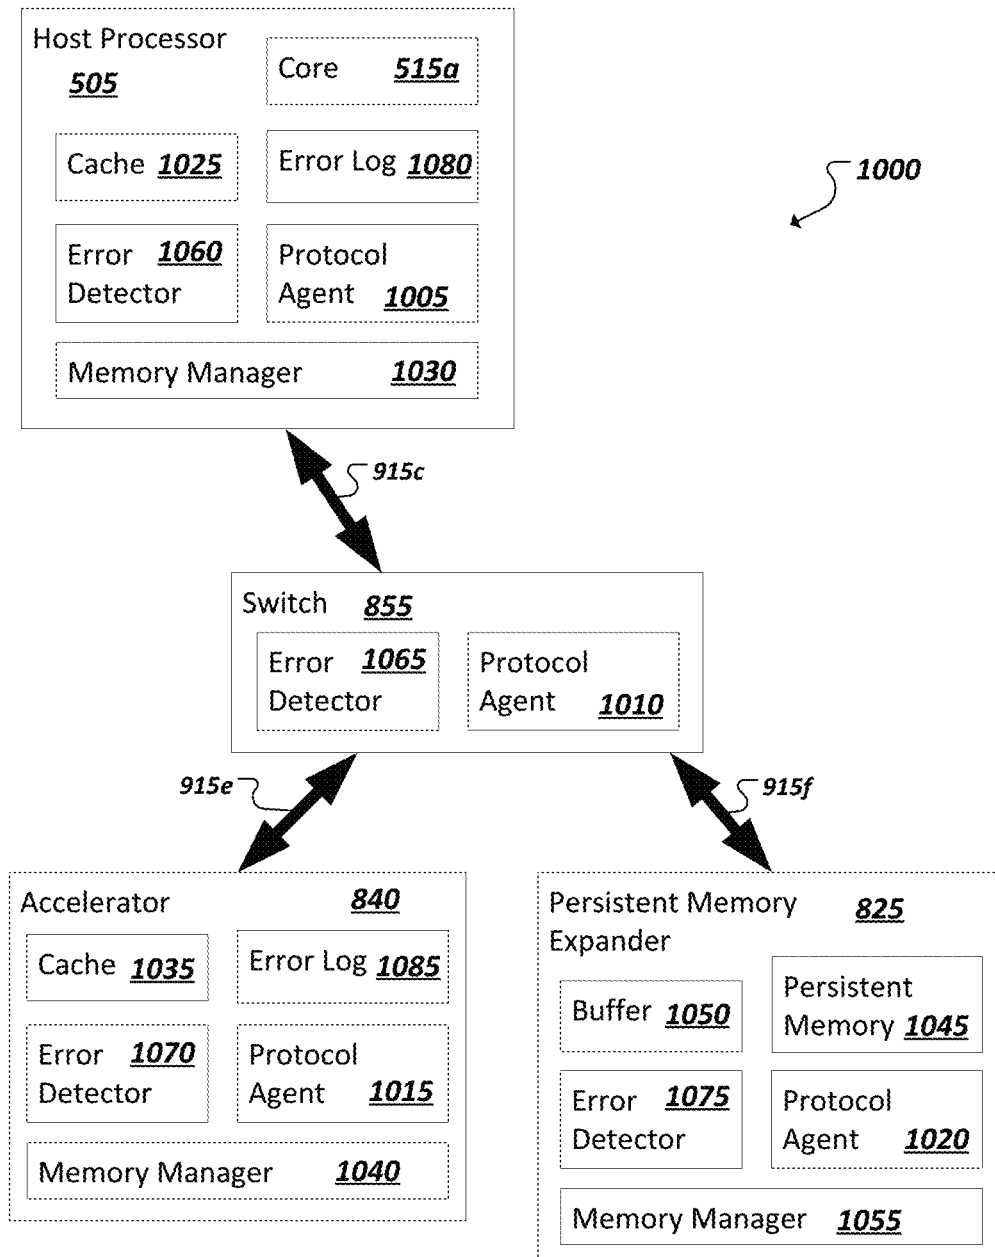 Host Processor
505
Core 515a
Cache 1025
Error Log 1080
1000
Error 1060
Detector
Protocol
Agent 1005
Memory Manager 1030
915c
Switch 855
Error 1065
Detector
Protocol
Agent 1010
915e
915f
Accelerator 840
Cache 1035
Error Log 1085
Error 1070
Detector
Protocol
Agent 1015
Memory Manager 1040
Persistent Memory 825
Expander
Buffer 1050
Persistent
Memory 1045
Error 1075
Detector
Protocol
Agent 1020
Memory Manager 1055